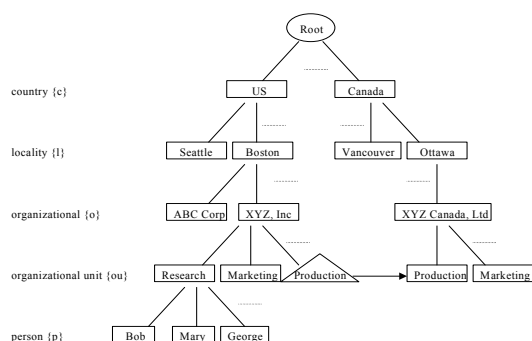 Root
country {c} US Canada
locality {l} Seattle Boston Vancouver Ottawa
organizational {o} ABC Corp XYZ, Inc XYZ Canada, Ltd
organizational unit {ou} Research Marketing Production Production Marketing
person {p} Bob Mary George